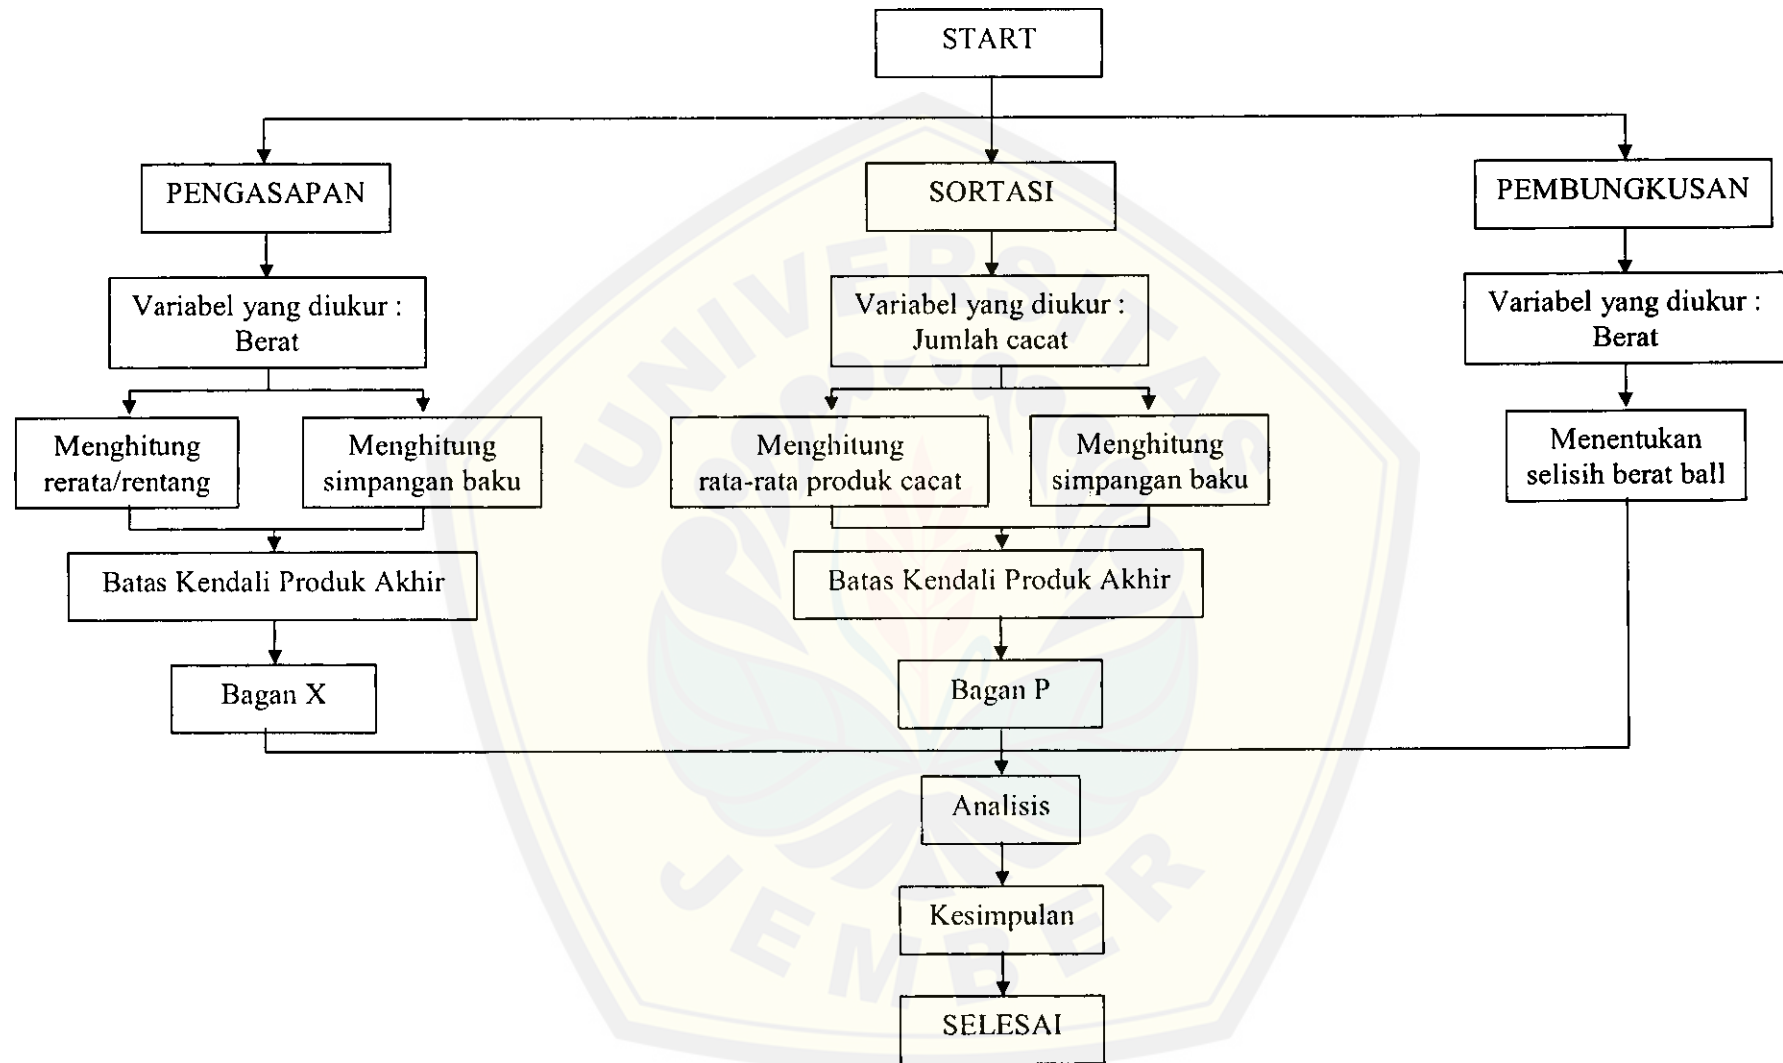 START
PENGASAPAN
SORTASI
PEMBUNGKUSAN
Variabel yang diukur :
Berat
Variabel yang diukur :
Jumlah cacat
Variabel yang diukur :
Berat
Menghitung
rerata/rentang
Menghitung
simpangan baku
Menghitung
rata-rata produk cacat
Menghitung
simpangan baku
Menentukan
selisih berat ball
Batas Kendali Produk Akhir
Batas Kendali Produk Akhir
Bagan X
Bagan P
Analisis
Kesimpulan
SELESAI
UNIVERSITAS
JEMBER